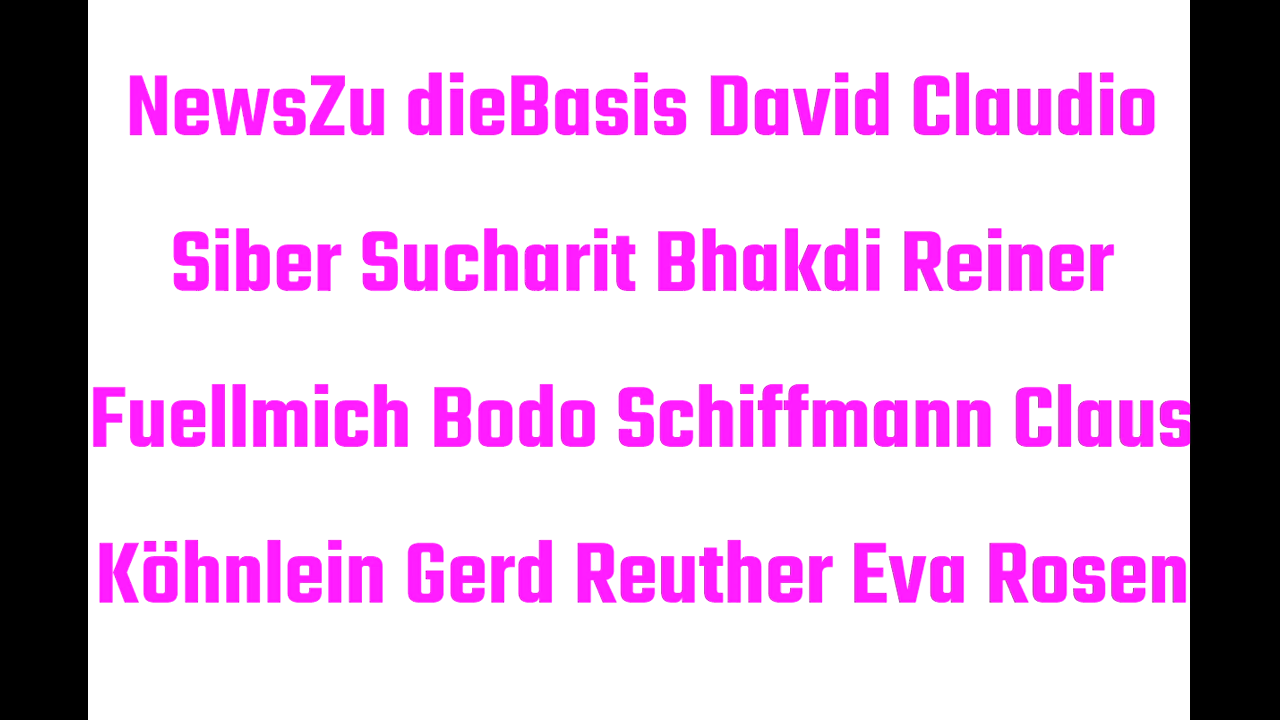 NewsZu dieBasis David Claudio
Siber Sucharit Bhakdi Reiner
Fuellmich Bodo Schiffmann Claus
Köhnlein Gerd Reuther Eva Rosen